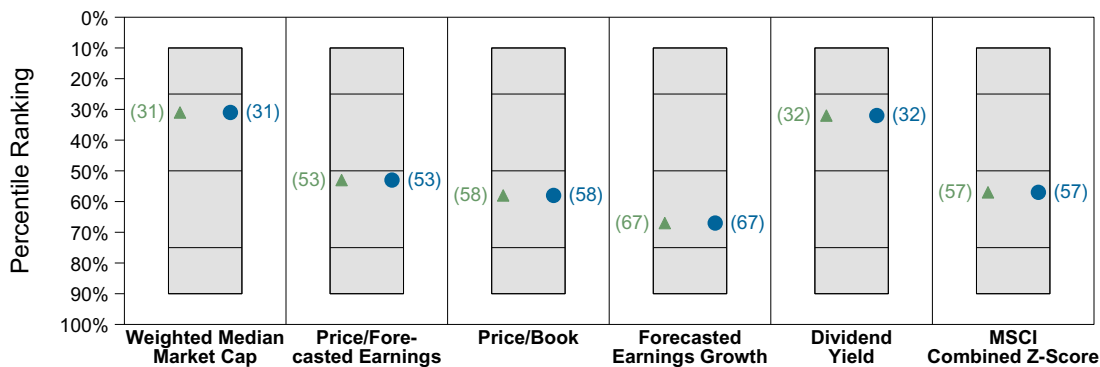 Percentile Ranking
0%
10%
20%
30%
40%
50%
60%
70%
80%
90%
100%
(31) (31)
(53) (53)
(58) (58)
(67) (67)
(32) (32)
(57) (57)
Weighted Median
Market Cap
Price/Fore-
casted Earnings
Price/Book
Forecasted
Earnings Growth
Dividend
Yield
MSCI
Combined Z-Score